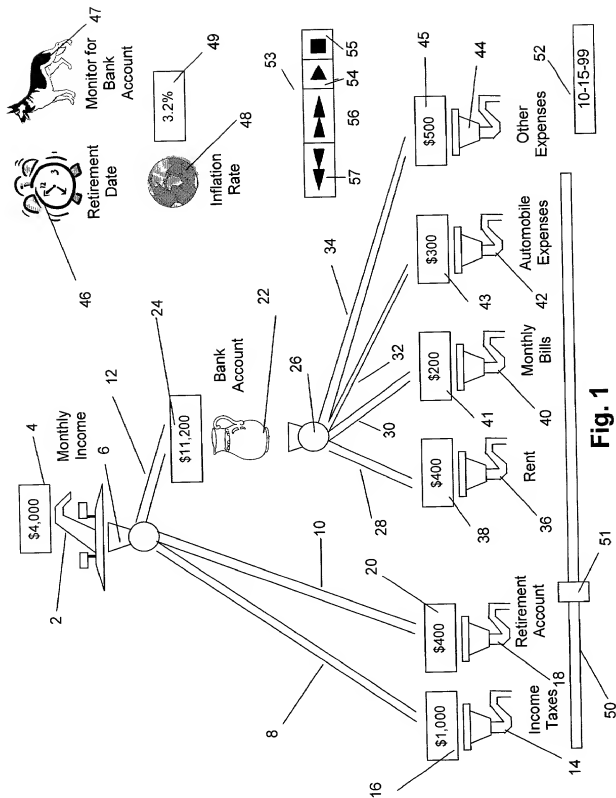 47
Monitor for
Bank
Account
49
3.2%
48
Retirement
Date
Inflation
Rate
46
53
55
54
56
57
4
$4,000
Monthly
Income
6
2
12
24
$11,200
Bank
Account
22
26
34
32
30
28
10
8
20
$400
Retirement
Account
18
$1,000
Income
Taxes
16
14
$400
38
Rent
36
$200
41
Monthly
Bills
40
$300
43
Automobile
Expenses
42
45
$500
44
Other
Expenses
52
10-15-99
51
50
Fig. 1